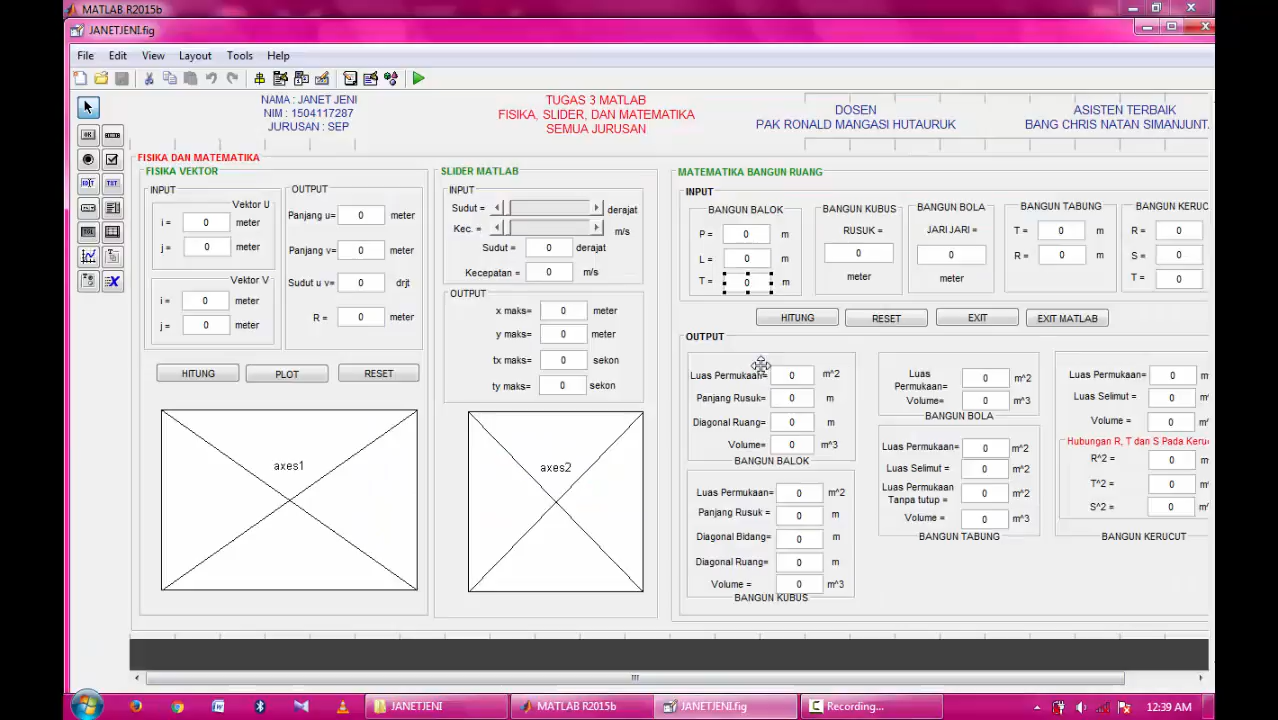 MATLAB R2015b
JANETJENI.fig
File Edit View Layout Tools Help
NAMA : JANET JENI
NIM : 1504117287
JURUSAN : SEP
TUGAS 3 MATLAB
FISIKA, SLIDER, DAN MATEMATIKA
SEMUA JURUSAN
DOSEN
PAK RONALD MANGASI HUTAURUK
ASISTEN TERBAIK
BANG CHRIS NATAN SIMANJUNT
FISIKA DAN MATEMATIKA
FISIKA VEKTOR
INPUT
Vektor U
i = 0 meter
j = 0 meter
Vektor V
i = 0 meter
j = 0 meter
OUTPUT
Panjang u= 0 meter
Panjang v= 0 meter
Sudut u v= 0 drjt
R = 0 meter
HITUNG PLOT RESET
axes1
SLIDER MATLAB
INPUT
Sudut = derajat
Kec. = m/s
Sudut = 0 derajat
Kecepatan = 0 m/s
OUTPUT
x maks= 0 meter
y maks= 0 meter
tx maks= 0 sekon
ty maks= 0 sekon
axes2
MATEMATIKA BANGUN RUANG
INPUT
BANGUN BALOK
P = 0 m
L = 0 m
T = 0 m
BANGUN KUBUS
RUSUK =
0
meter
BANGUN BOLA
JARI JARI =
0
meter
BANGUN TABUNG
T = 0 m
R = 0 m
BANGUN KERUC
R = 0
S = 0
T = 0
HITUNG RESET EXIT EXIT MATLAB
OUTPUT
Luas Permukaan= 0 m^2
Panjang Rusuk= 0 m
Diagonal Ruang= 0 m
Volume= 0 m^3
BANGUN BALOK
Luas Permukaan= 0 m^2
Panjang Rusuk = 0 m
Diagonal Bidang= 0 m
Diagonal Ruang= 0 m
Volume = 0 m^3
BANGUN KUBUS
Luas
Permukaan= 0 m^2
Volume= 0 m^3
BANGUN BOLA
Luas Permukaan= 0 m^2
Luas Selimut = 0 m^2
Luas Permukaan
Tanpa tutup = 0 m^2
Volume = 0 m^3
BANGUN TABUNG
Luas Permukaan= 0 m
Luas Selimut = 0 m
Volume = 0 m
Hubungan R, T dan S Pada Keru
R^2 = 0
T^2 = 0
S^2 = 0
BANGUN KERUCUT
JANETJENI MATLAB R2015b JANETJENI.fig Recording... 12:39 AM